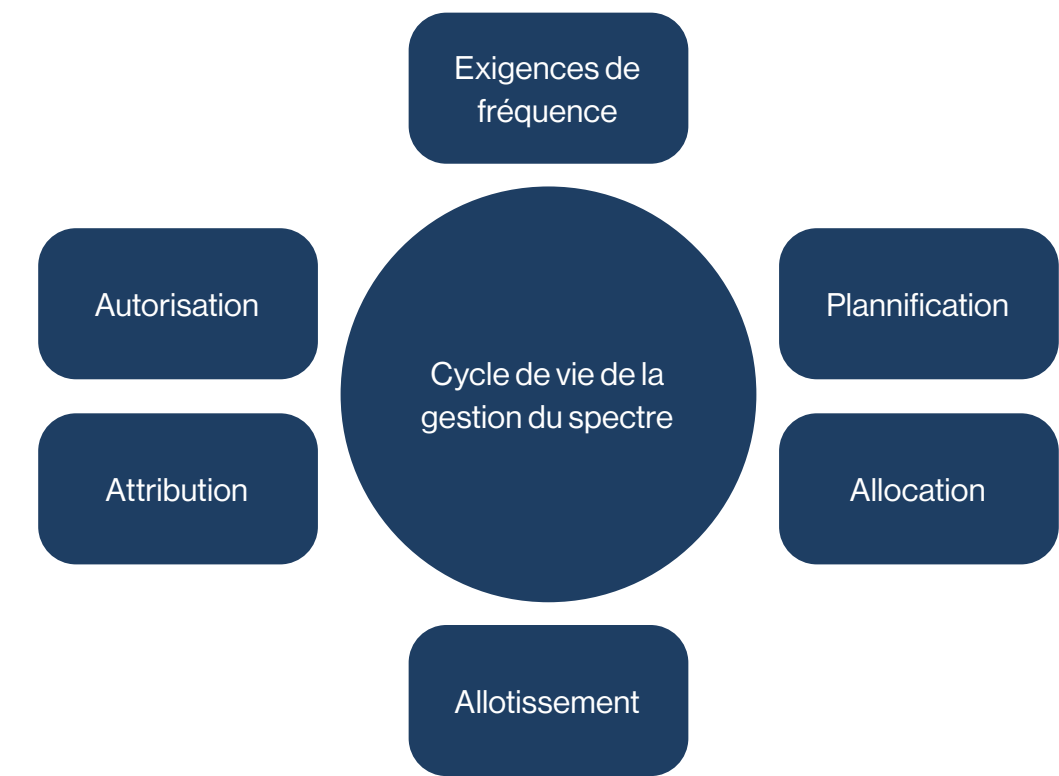 Exigences de
fréquence
Autorisation
Plannification
Cycle de vie de la
gestion du spectre
Attribution
Allocation
Allotissement